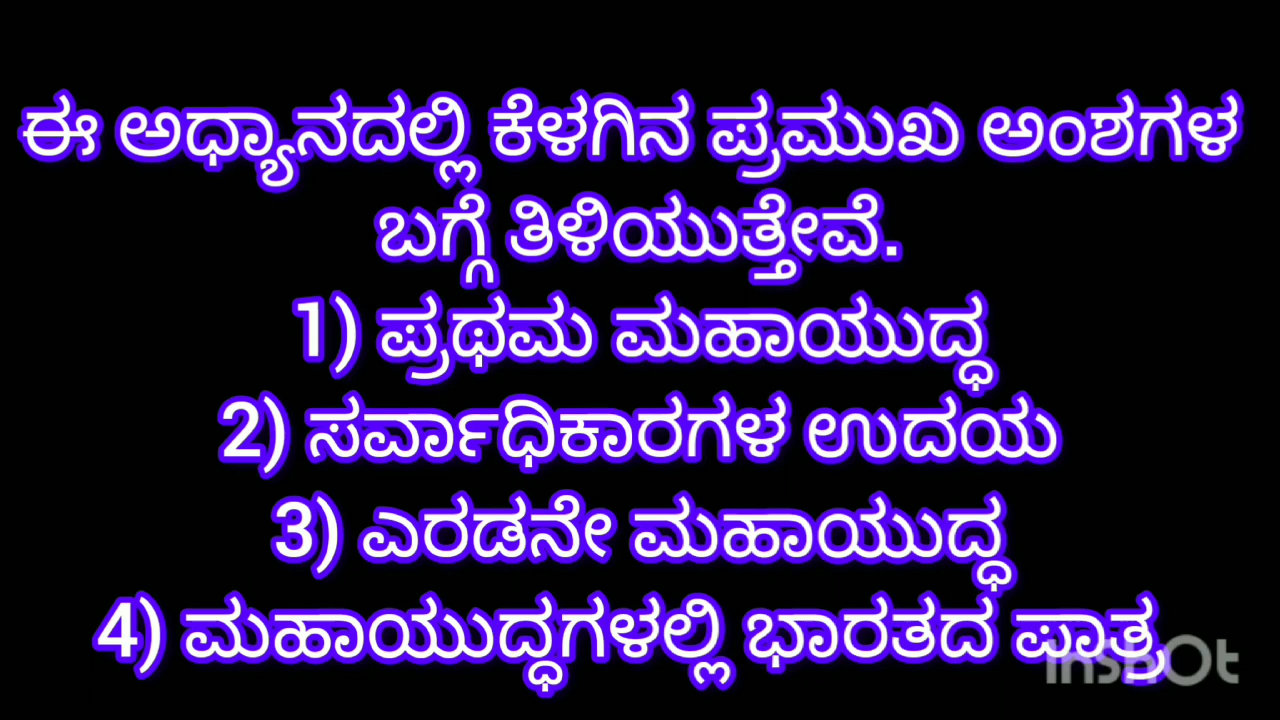 ಈ ಅಧ್ಯಾನದಲ್ಲಿ ಕೆಳಗಿನ ಪ್ರಮುಖ ಅಂಶಗಳ
ಬಗ್ಗೆ ತಿಳಿಯುತ್ತೇವೆ.
1) ಪ್ರಥಮ ಮಹಾಯುದ್ಧ
2) ಸರ್ವಾಧಿಕಾರಗಳ ಉದಯ
3) ಎರಡನೇ ಮಹಾಯುದ್ಧ
4) ಮಹಾಯುದ್ಧಗಳಲ್ಲಿ ಭಾರತದ ಪಾತ್ರ
InShOt